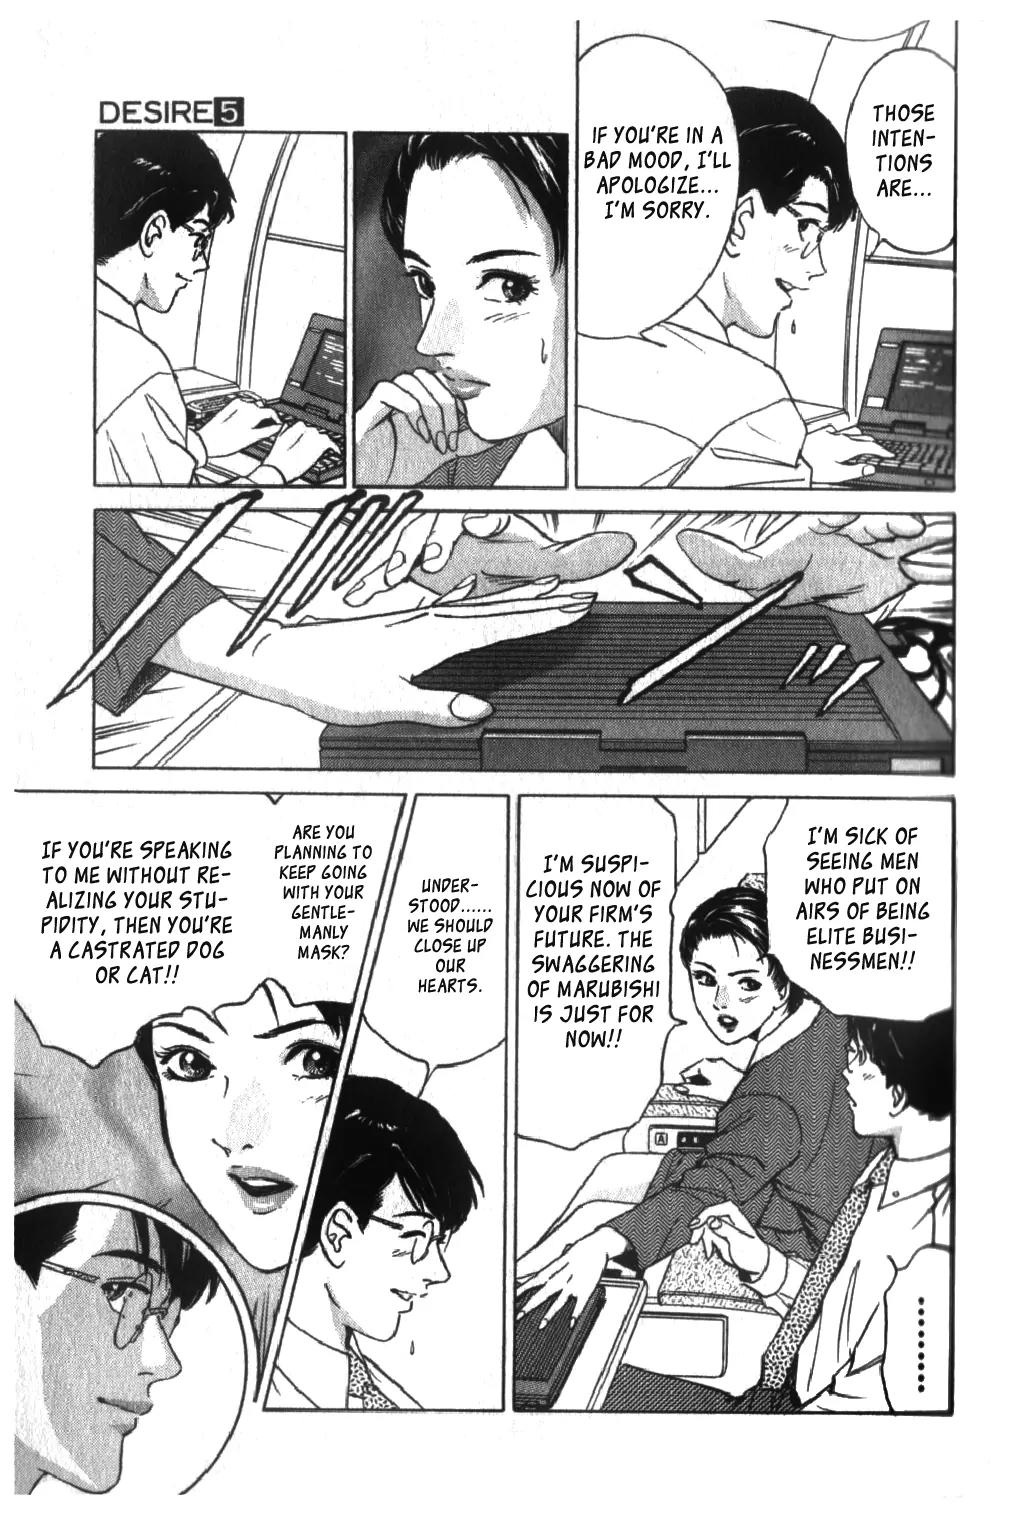 DESIRE 5
THOSE
INTEN-
TIONS
ARE...
IF YOU'RE IN A
BAD MOOD, I'LL
APOLOGIZE...
I'M SORRY.
I'M SICK OF
SEEING MEN
WHO PUT ON
AIRS OF BEING
ELITE BUSI-
NESSMEN!!
I'M SUSPI-
CIOUS NOW OF
YOUR FIRM'S
FUTURE. THE
SWAGGERING
OF MARUBISHI
IS JUST FOR
NOW!!
A
.........
UNDER-
STOOD......
WE SHOULD
CLOSE UP
OUR
HEARTS.
ARE YOU
PLANNING TO
KEEP GOING
WITH YOUR
GENTLE-
MANLY
MASK?
IF YOU'RE SPEAKING
TO ME WITHOUT RE-
ALIZING YOUR STU-
PIDITY, THEN YOU'RE
A CASTRATED DOG
OR CAT!!